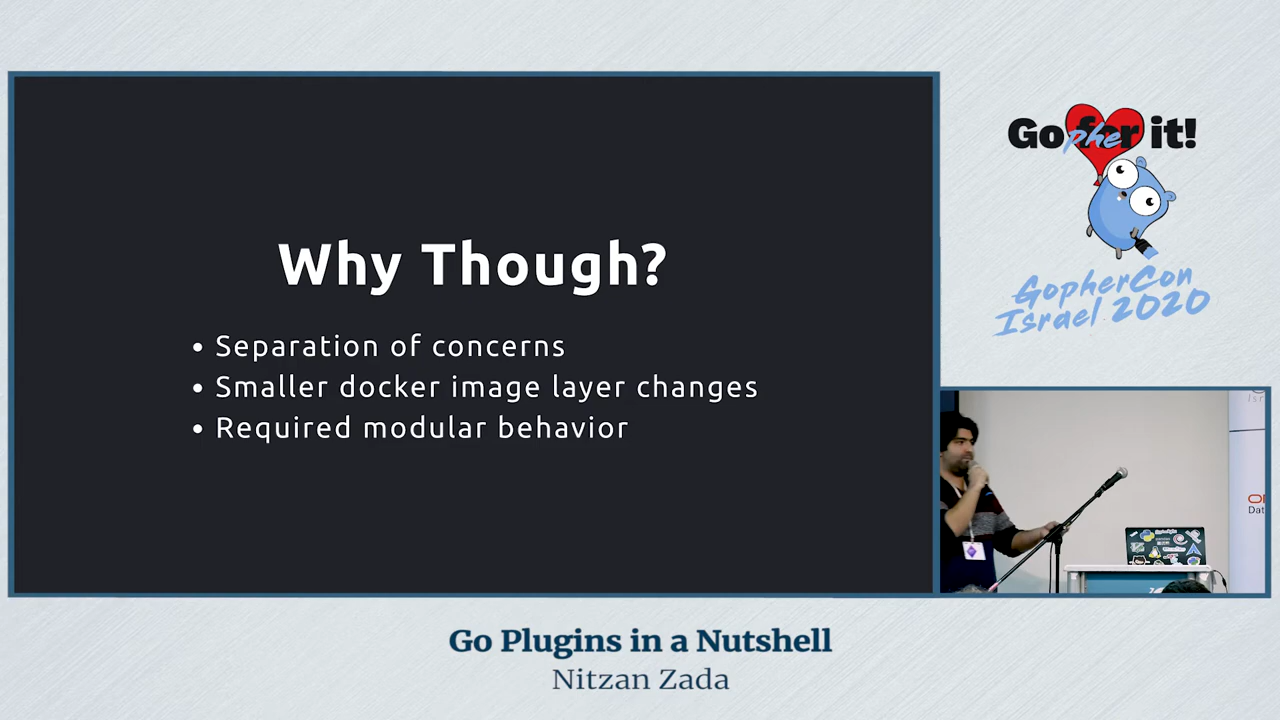 Why Though?
• Separation of concerns
• Smaller docker image layer changes
• Required modular behavior
Gopher it!
GopherCon
Israel 2020
Dat
Go Plugins in a Nutshell
Nitzan Zada